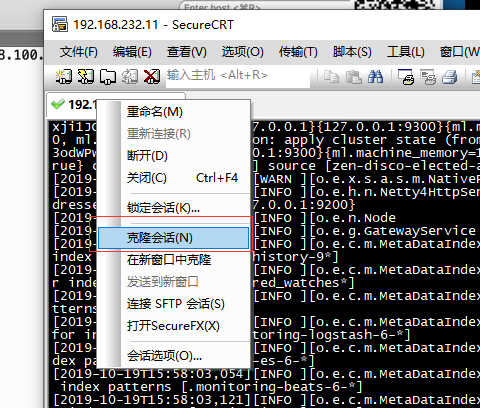 Enter host <⌘R>
8.100.
192.168.232.11 - SecureCRT
文件(F) 编辑(E) 查看(V) 选项(O) 传输(T) 脚本(S) 工具(L) 窗口(W
输入主机 <Alt+R>
192.1
重命名(M)
重新连接(R)
断开(D)
关闭(C) Ctrl+F4
锁定会话(K)...
克隆会话(N)
在新窗口中克隆
发送到新窗口
连接 SFTP 会话(S)
打开SecureFX(X)
会话选项(O)...
xji1JC 7.0.0.1}{127.0.0.1:9300}{ml.m
0, ml. on: apply cluster state (from
3odWPw .0.1:9300}{ml.machine_memory=1
rue} c ] source [zen-disco-elected-a
[2019- [WARN ][o.e.x.s.a.s.m.Native
[2019- [INFO ][o.e.h.n.Netty4HttpSer
dresse 7.0.0.1:9200}
[2019- [INFO ][o.e.n.Node
[2019- [INFO ][o.e.g.GatewayService
[2019- [INFO ][o.e.c.m.MetaDataIndex
index history-9*]
[2019- [INFO ][o.e.c.m.MetaDataIndex
r inde red_watches*]
[2019- [INFO ][o.e.c.m.MetaDataIndex
tterns
[2019- [INFO ][o.e.c.m.MetaDataIndex
for in oring-logstash-6-*]
[2019- [INFO ][o.e.c.m.MetaDataIndex
dex pa es-6-*]
[2019-10-19T15:58:03,054][INFO ][o.e.c.m.MetaDataIndex
index patterns [.monitoring-beats-6-*]
[2019-10-19T15:58:03,121][INFO ][o.e.c.m.MetaDataIndex